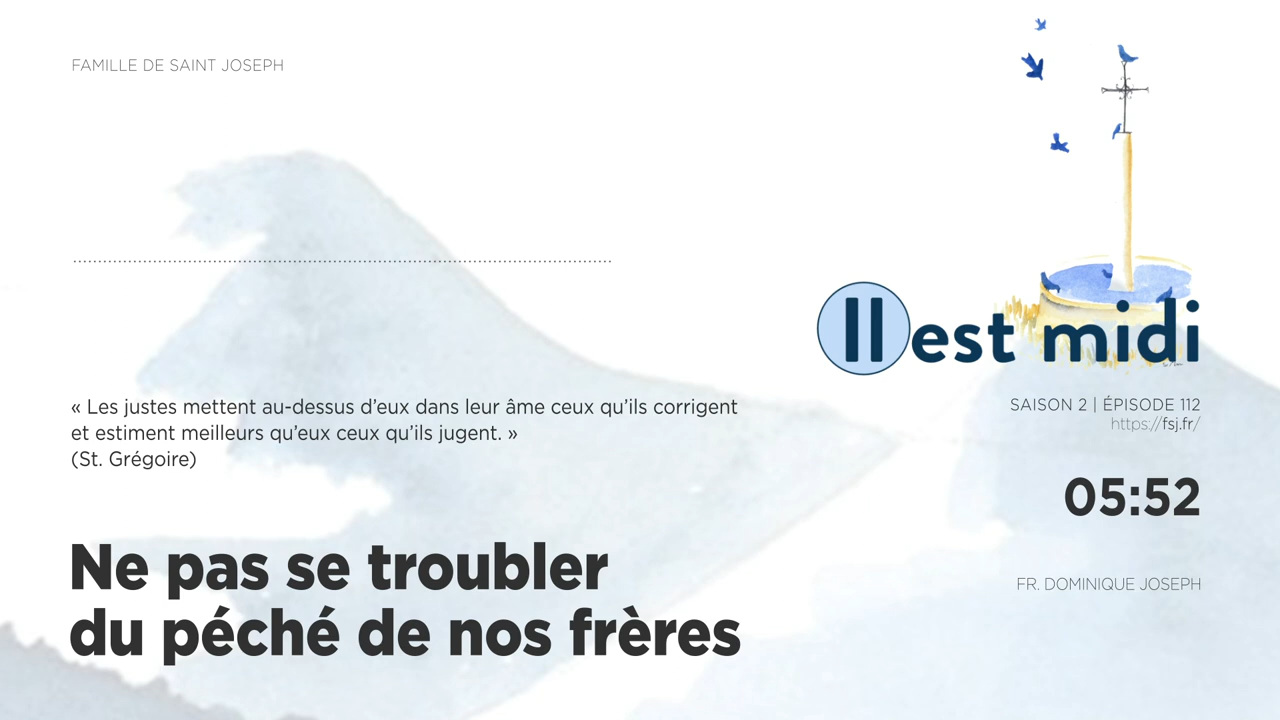 FAMILLE DE SAINT JOSEPH
Il est midi
SAISON 2 | ÉPISODE 112
https://fsj.fr/
« Les justes mettent au-dessus d’eux dans leur âme ceux qu’ils corrigent
et estiment meilleurs qu’eux ceux qu’ils jugent. »
(St. Grégoire)
05:52
Ne pas se troubler
du péché de nos frères
FR. DOMINIQUE JOSEPH